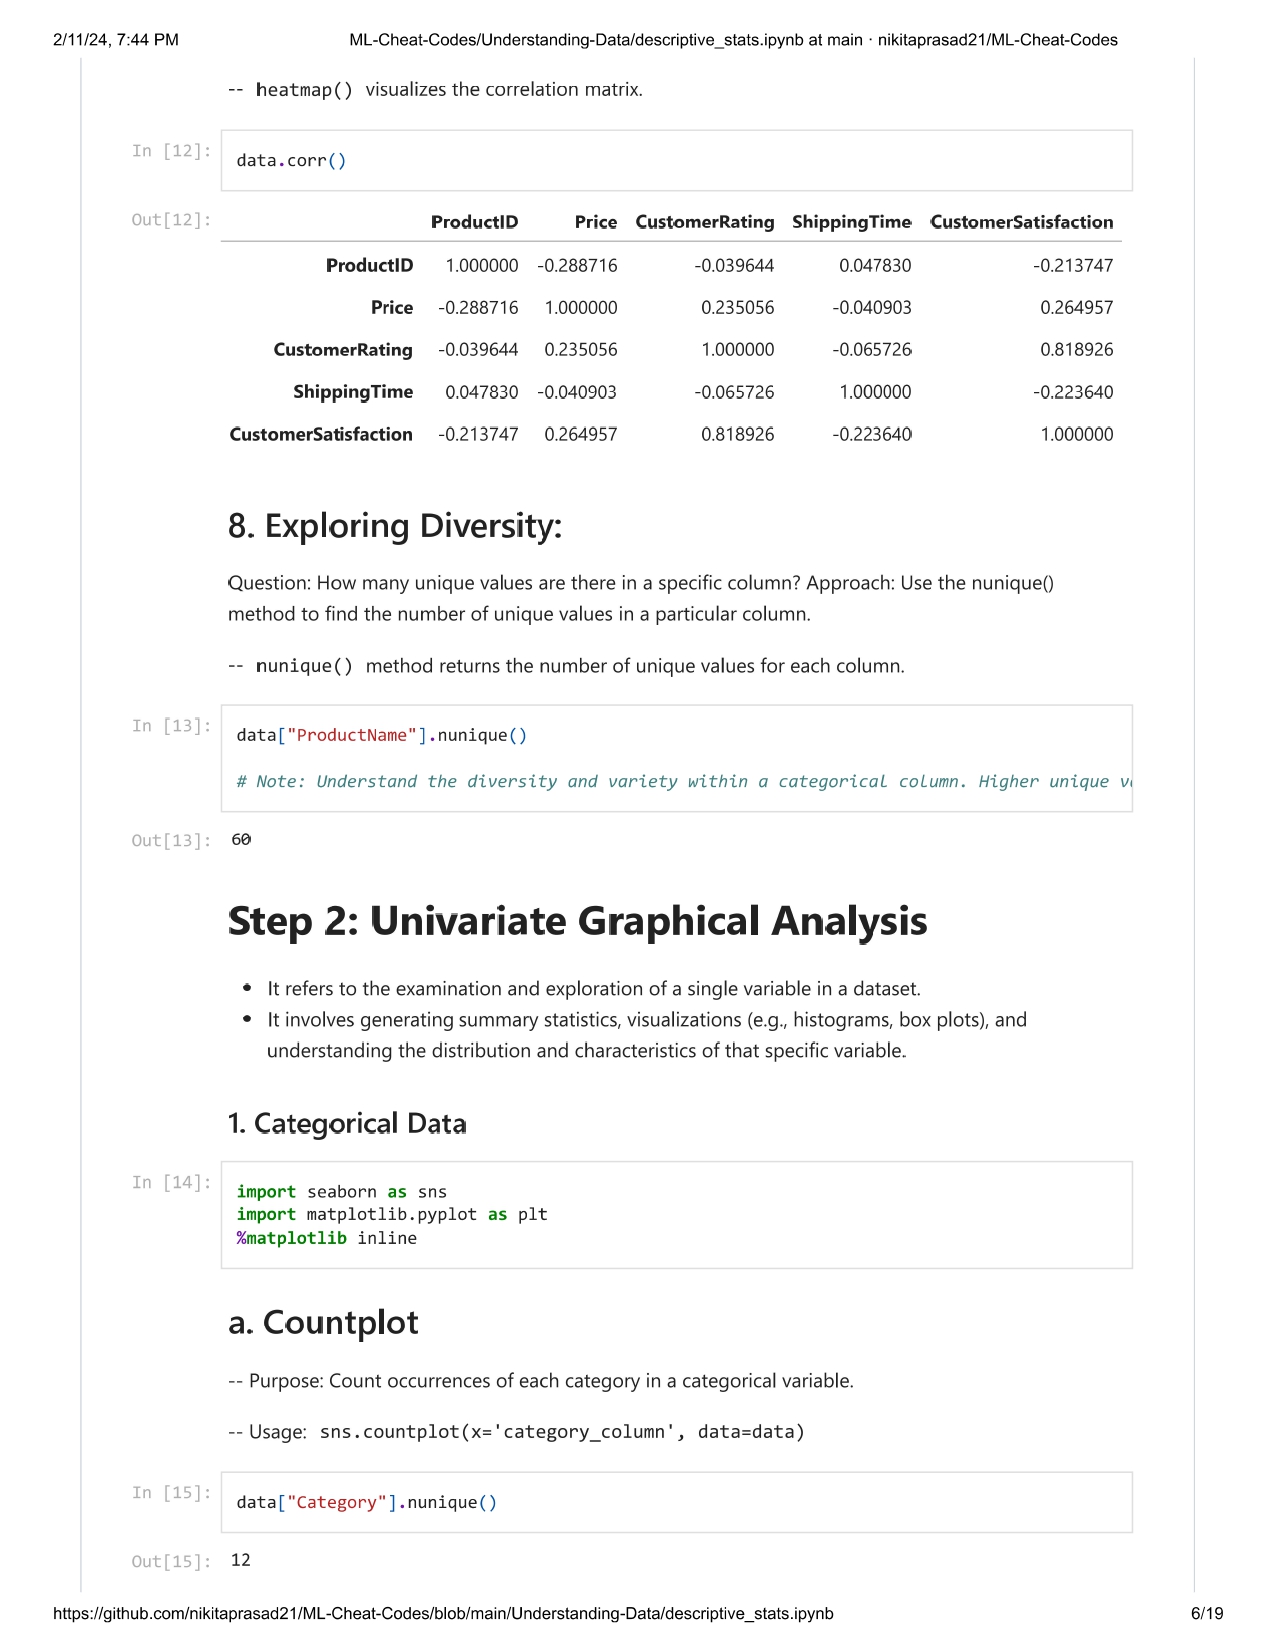 2/11/24, 7:44 PM ML-Cheat-Codes/Understanding-Data/descriptive_stats.ipynb at main · nikitaprasad21/ML-Cheat-Codes
-- heatmap() visualizes the correlation matrix.
In [12]: data.corr()
Out[12]: ProductID Price CustomerRating ShippingTime CustomerSatisfaction
ProductID 1.000000 -0.288716 -0.039644 0.047830 -0.213747
Price -0.288716 1.000000 0.235056 -0.040903 0.264957
CustomerRating -0.039644 0.235056 1.000000 -0.065726 0.818926
ShippingTime 0.047830 -0.040903 -0.065726 1.000000 -0.223640
CustomerSatisfaction -0.213747 0.264957 0.818926 -0.223640 1.000000
8. Exploring Diversity:
Question: How many unique values are there in a specific column? Approach: Use the nunique()
method to find the number of unique values in a particular column.
-- nunique() method returns the number of unique values for each column.
In [13]: data["ProductName"].nunique()
# Note: Understand the diversity and variety within a categorical column. Higher unique
Out[13]: 60
Step 2: Univariate Graphical Analysis
• It refers to the examination and exploration of a single variable in a dataset.
• It involves generating summary statistics, visualizations (e.g., histograms, box plots), and
understanding the distribution and characteristics of that specific variable.
1. Categorical Data
In [14]: import seaborn as sns
import matplotlib.pyplot as plt
%matplotlib inline
a. Countplot
-- Purpose: Count occurrences of each category in a categorical variable.
-- Usage: sns.countplot(x='category_column', data=data)
In [15]: data["Category"].nunique()
Out[15]: 12
https://github.com/nikitaprasad21/ML-Cheat-Codes/blob/main/Understanding-Data/descriptive_stats.ipynb 6/19